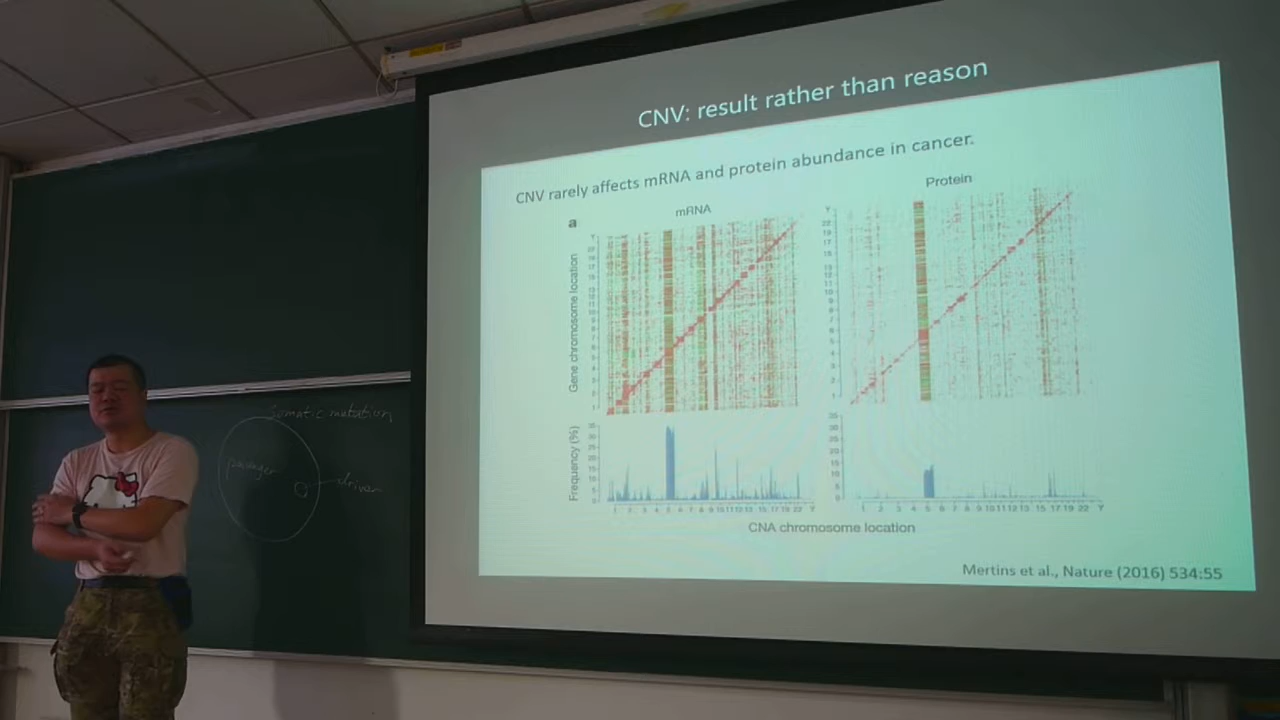 CNV: result rather than reason
CNV rarely affects mRNA and protein abundance in cancer.
a
mRNA
Protein
Gene chromosome location
Frequency (%)
CNA chromosome location
Mertins et al., Nature (2016) 534:55
somatic mutation
driver